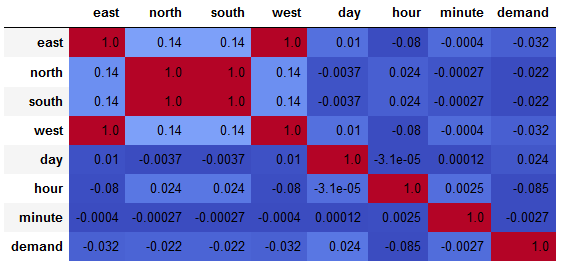 east north south west day hour minute demand
east 1.0 0.14 0.14 1.0 0.01 -0.08 -0.0004 -0.032
north 0.14 1.0 1.0 0.14 -0.0037 0.024 -0.00027 -0.022
south 0.14 1.0 1.0 0.14 -0.0037 0.024 -0.00027 -0.022
west 1.0 0.14 0.14 1.0 0.01 -0.08 -0.0004 -0.032
day 0.01 -0.0037 -0.0037 0.01 1.0 -3.1e-05 0.00012 0.024
hour -0.08 0.024 0.024 -0.08 -3.1e-05 1.0 0.0025 -0.085
minute -0.0004 -0.00027 -0.00027 -0.0004 0.00012 0.0025 1.0 -0.0027
demand -0.032 -0.022 -0.022 -0.032 0.024 -0.085 -0.0027 1.0